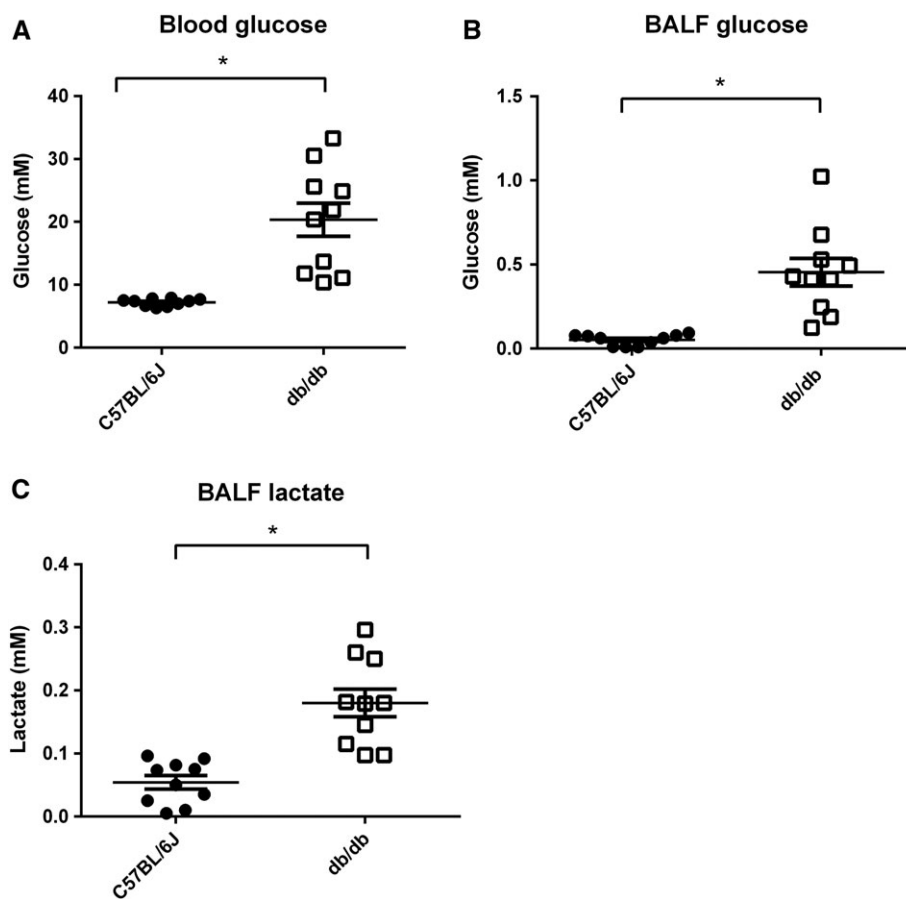 A
Blood glucose
*
Glucose (mM)
40
30
20
10
0
C57BL/6J
db/db
B
BALF glucose
*
Glucose (mM)
1.5
1.0
0.5
0.0
C57BL/6J
db/db
C
BALF lactate
*
Lactate (mM)
0.4
0.3
0.2
0.1
0.0
C57BL/6J
db/db